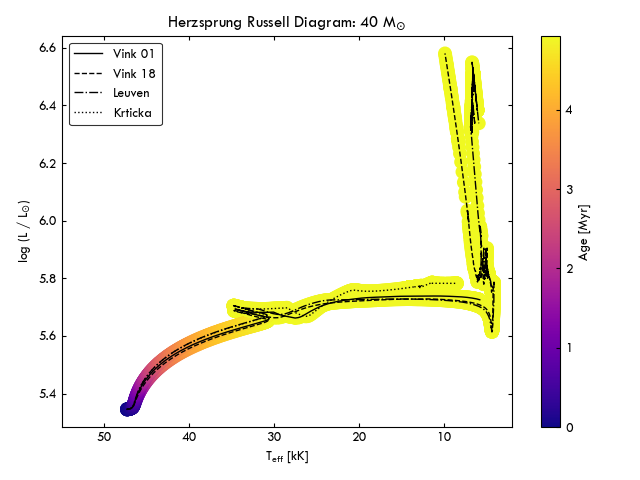 Herzsprung Russell Diagram: 40 M☉
log (L / L☉)
6.6
6.4
6.2
6.0
5.8
5.6
5.4
Vink 01
Vink 18
Leuven
Krticka
50
40
30
20
10
T_eff [kK]
4
3
2
1
0
Age [Myr]